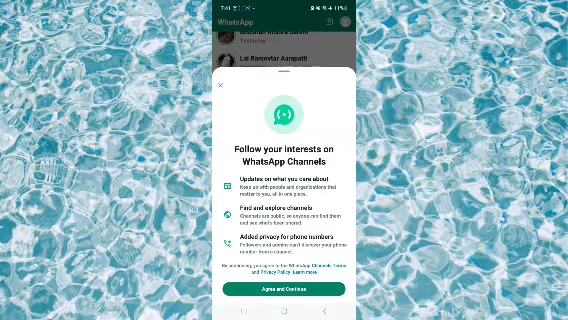 7:41
WhatsApp
Yesterday
Lal Ramavtar Aarapatti
Follow your interests on
WhatsApp Channels
Updates on what you care about
Keep up with people and organizations that
matter to you, all in one place.
Find and explore channels
Channels are public, so anyone can find them
and see what's been shared.
Added privacy for phone numbers
Followers and admins can't discover your phone
number from a channel.
By continuing, you agree to the WhatsApp Channels Terms
and Privacy Policy. Learn more.
Agree and Continue